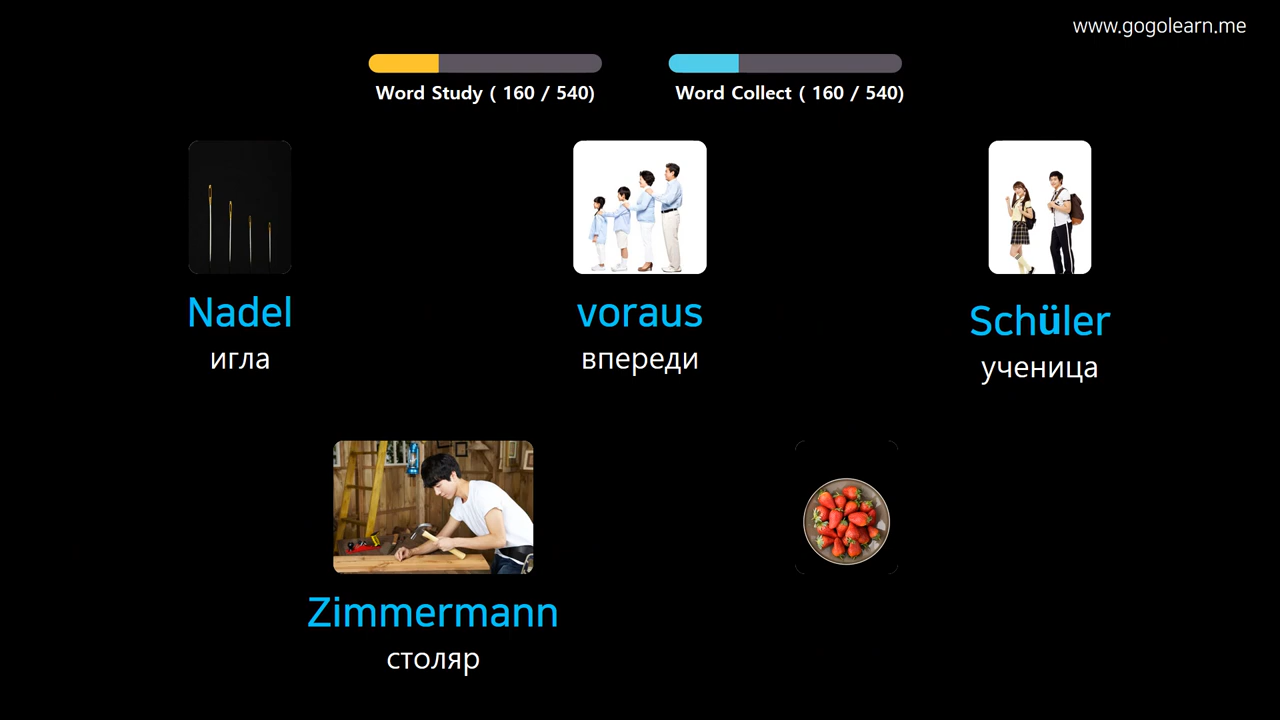 www.gogolearn.me
Word Study ( 160 / 540)
Word Collect ( 160 / 540)
Nadel
игла
voraus
впереди
Schüler
ученица
Zimmermann
столяр